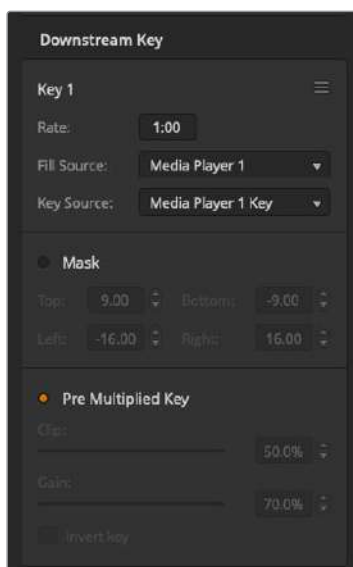 Downstream Key
Key 1
Rate: 1:00
Fill Source: Media Player 1
Key Source: Media Player 1 Key
Mask
Top: 9.00 Bottom: -9.00
Left: -16.00 Right: 16.00
Pre Multiplied Key
Clip:
50.0%
Gain:
70.0%
Invert key